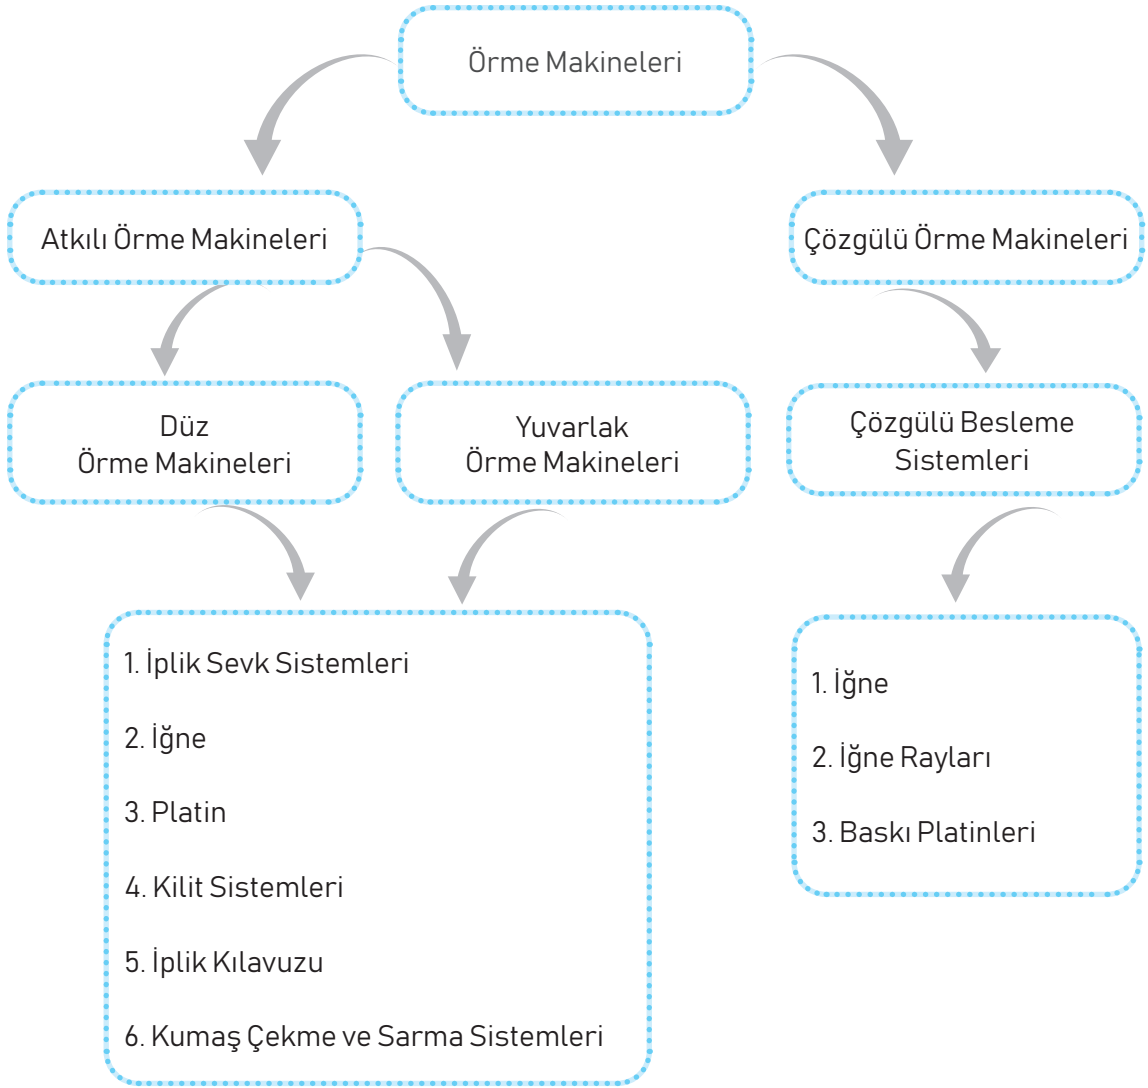 Örme Makineleri
Atkılı Örme Makineleri
Çözgülü Örme Makineleri
Düz
Örme Makineleri
Yuvarlak
Örme Makineleri
Çözgülü Besleme
Sistemleri
1. İplik Sevk Sistemleri
2. İğne
3. Platin
4. Kilit Sistemleri
5. İplik Kılavuzu
6. Kumaş Çekme ve Sarma Sistemleri
1. İğne
2. İğne Rayları
3. Baskı Platinleri